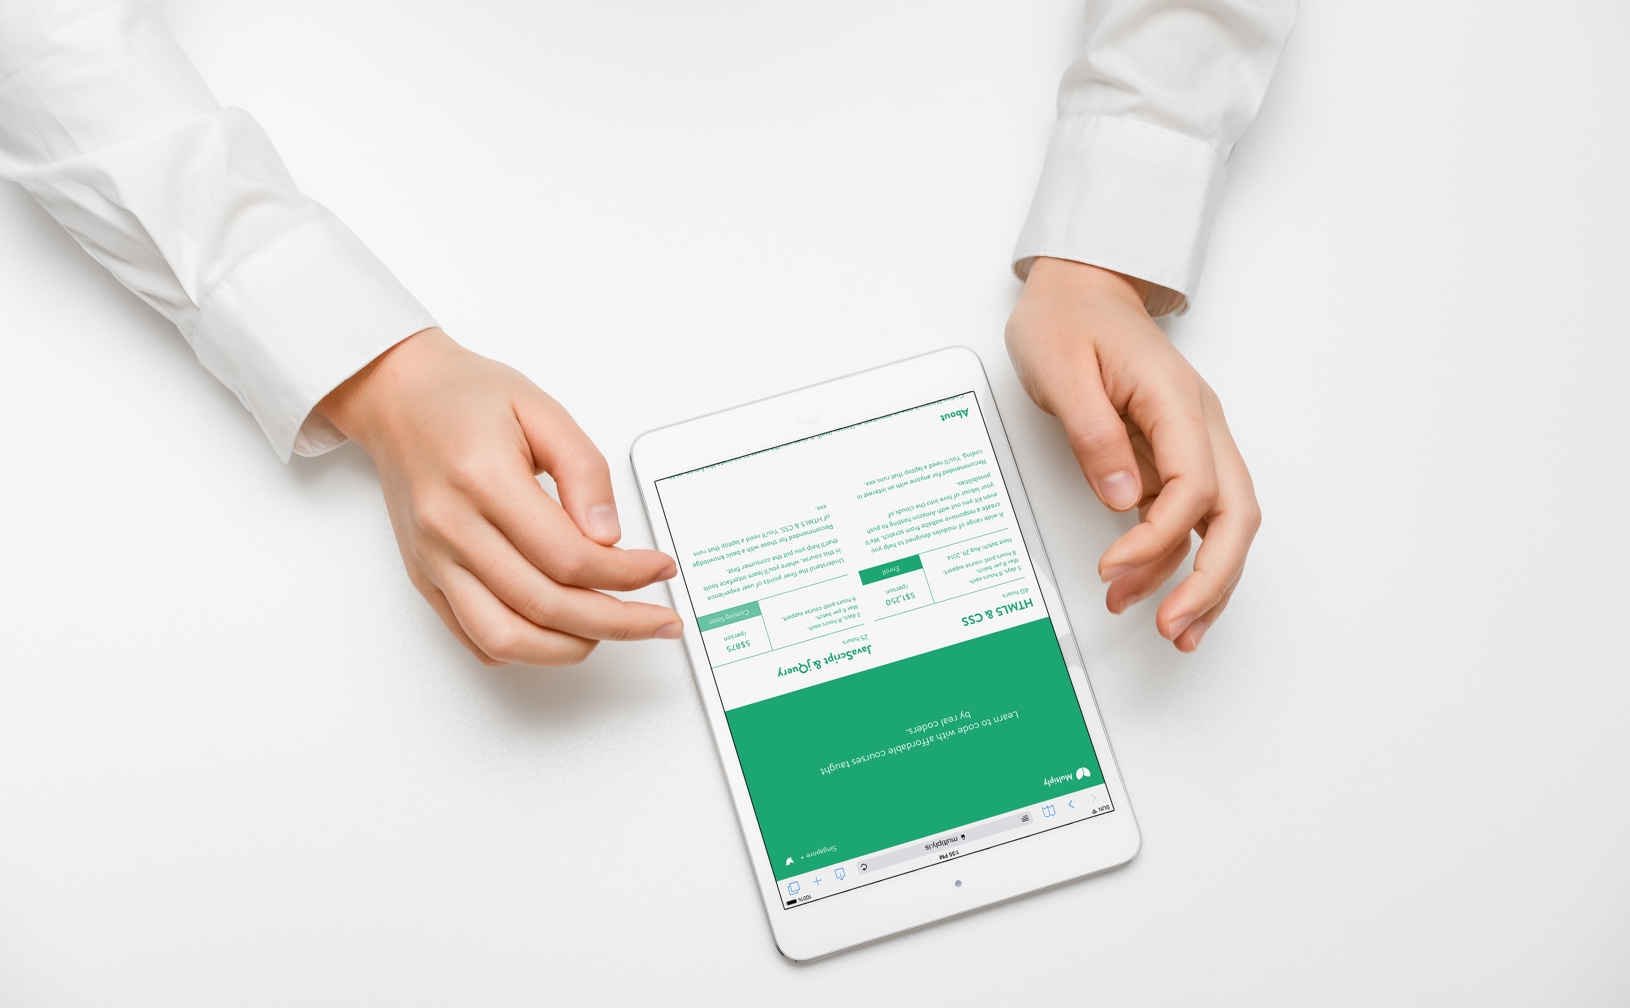 SUN
1:55 PM
100%
multiply.is
Multiply
Singapore
Learn to code with affordable courses taught
by real coders.
HTML5 & CSS
40 hours
5 days, 8 hours each.
Max 8 per batch.
8 hours post-course support.
Next batch: Aug 29, 2014
S$1,250
/person
Enroll
A wide range of modules designed to help you
create a responsive website from scratch. We'll
even kit you out with Amazon hosting to push
your labour of love into the clouds of
possibilities.
Recommended for anyone with an interest in
coding. You'll need a laptop that runs xxx.
JavaScript & jQuery
25 hours
3 days, 8 hours each.
Max 6 per batch.
6 hours post-course support.
S$875
/person
Coming Soon
Understand the finer points of user experience
in this course, where you'll learn interface tools
that'll help you put the consumer first.
Recommended for those with a basic knowledge
of HTML5 & CSS. You'll need a laptop that runs
xxx.
About